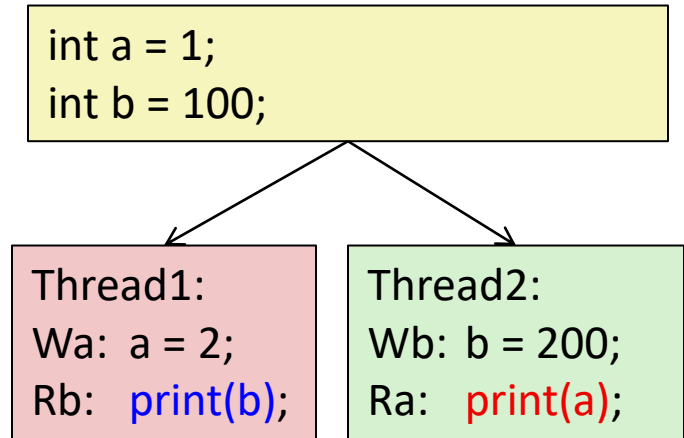 int a = 1;
int b = 100;
Thread1:
Wa: a = 2;
Rb: print(b);
Thread2:
Wb: b = 200;
Ra: print(a);